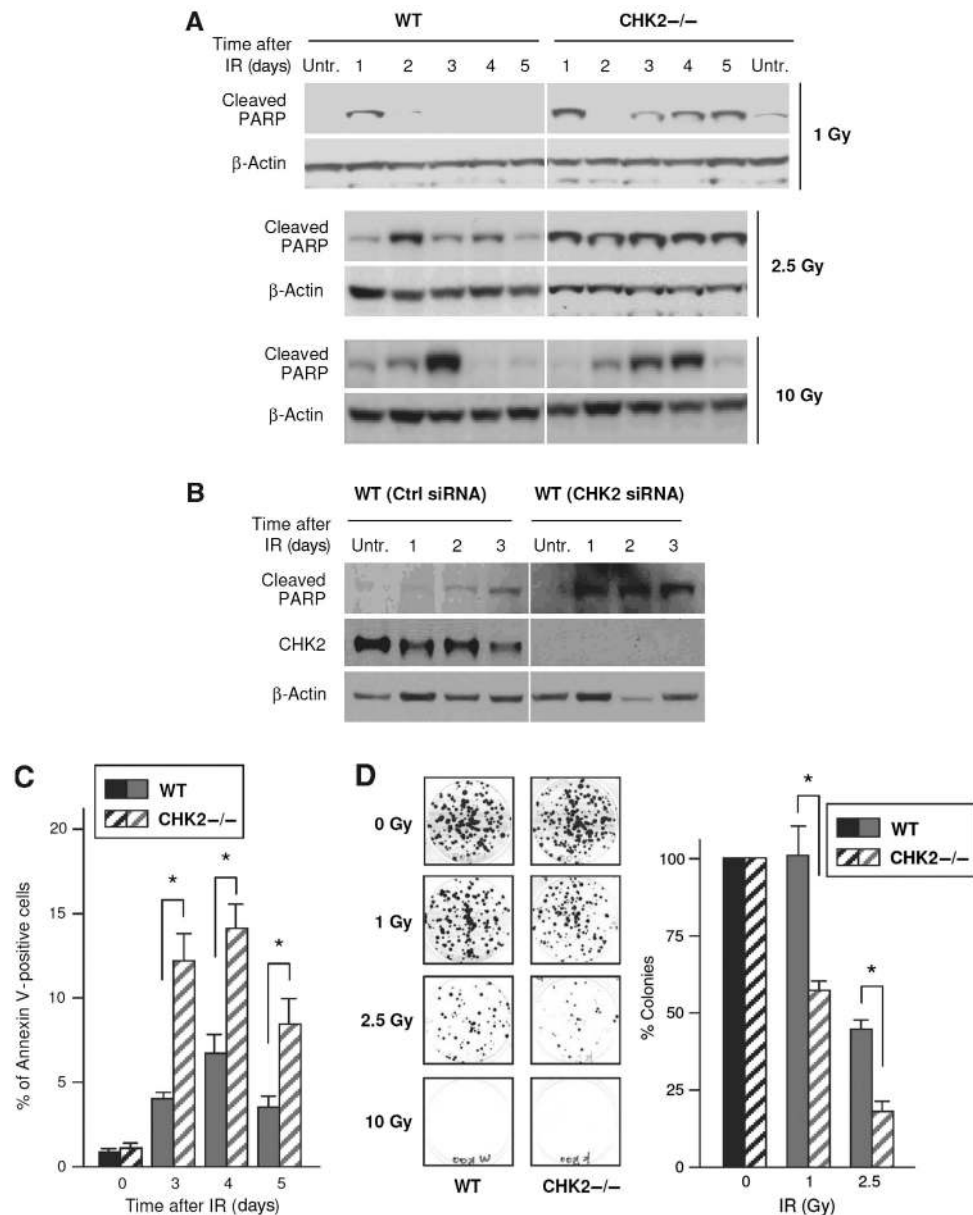 A
WT CHK2−/−
Time after
IR (days) Untr. 1 2 3 4 5 1 2 3 4 5 Untr.
Cleaved
PARP
β-Actin
1 Gy
Cleaved
PARP
β-Actin
2.5 Gy
Cleaved
PARP
β-Actin
10 Gy
B
WT (Ctrl siRNA) WT (CHK2 siRNA)
Time after
IR (days) Untr. 1 2 3 Untr. 1 2 3
Cleaved
PARP
CHK2
β-Actin
C
WT
CHK2−/−
% of Annexin V-positive cells
20
15
10
5
0
* * *
0 3 4 5
Time after IR (days)
D
0 Gy
1 Gy
2.5 Gy
10 Gy
WT CHK2−/−
WT
CHK2−/−
% Colonies
100
75
50
25
0
* *
0 1 2.5
IR (Gy)